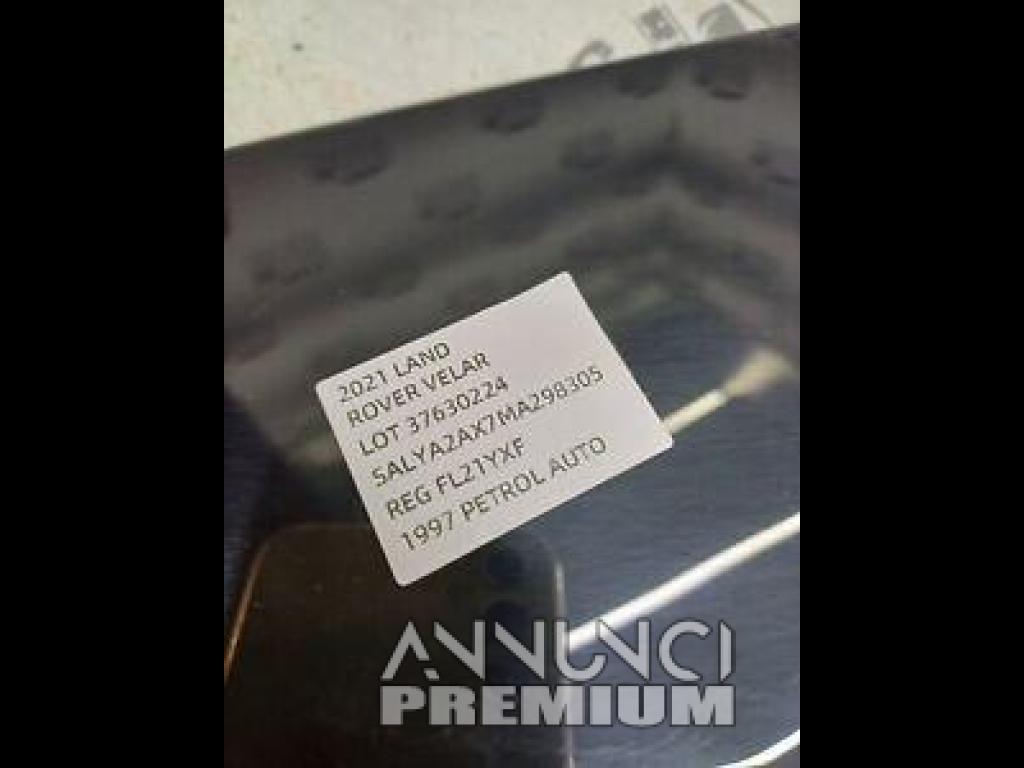 2021 LAND
ROVER VELAR
LOT 37630224
SALYA2AX7MA298305
REG FL21YXF
1997 PETROL AUTO
ANNUNCI
PREMIUM